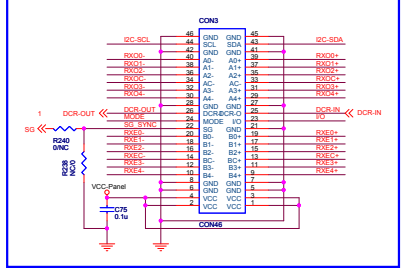 CON3
46 GND GND 45
I2C-SCL 44 SCL SDA 43 I2C-SDA
42 GND GND 41
RXO0- 40 A0- A0+ 39 RXO0+
RXO1- 38 A1- A1+ 37 RXO1+
RXO2- 36 A2- A2+ 35 RXO2+
RXOC- 34 AC- AC+ 33 RXOC+
RXO3- 32 A3- A3+ 31 RXO3+
RXO4- 30 A4- A4+ 29 RXO4+
28 GND GND 27
1 DCR-OUT DCR-OUT 26 DCR-I DCR-O 25 DCR-IN DCR-IN
MODE 24 MODE I/O 23 I/O
SG SG_SYNC 22 SG GND 21
RXE0- 20 B0- B0+ 19 RXE0+
RXE1- 18 B1- B1+ 17 RXE1+
RXE2- 16 B2- B2+ 15 RXE2+
RXEC- 14 BC- BC+ 13 RXEC+
RXE3- 12 B3- B3+ 11 RXE3+
RXE4- 10 B4- B4+ 9 RXE4+
8 GND GND 7
6 GND GND 5
4 VCC VCC 3
2 VCC VCC 1
CON46
R240
0/NC
R238
NC/0
VCC-Panel
C75
0.1u